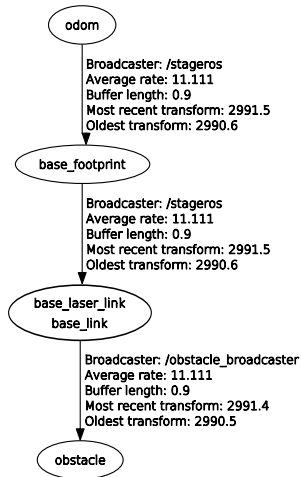 odom
Broadcaster: /stageros
Average rate: 11.111
Buffer length: 0.9
Most recent transform: 2991.5
Oldest transform: 2990.6
base_footprint
Broadcaster: /stageros
Average rate: 11.111
Buffer length: 0.9
Most recent transform: 2991.5
Oldest transform: 2990.6
base_laser_link
base_link
Broadcaster: /obstacle_broadcaster
Average rate: 11.111
Buffer length: 0.9
Most recent transform: 2991.4
Oldest transform: 2990.5
obstacle